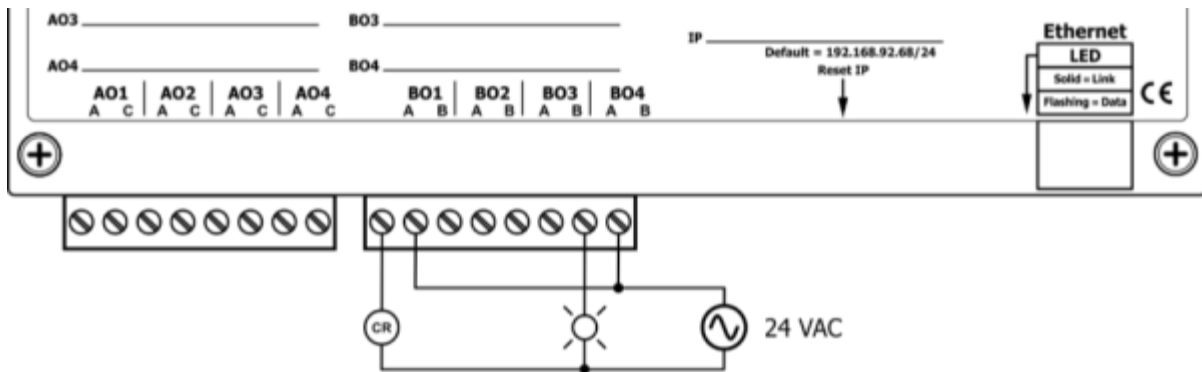 AO3
BO3
IP
Default = 192.168.92.68/24
Reset IP
AO4
BO4
Ethernet
LED
Solid = Link
Flashing = Data
CE
AO1 AO2 AO3 AO4
A C A C A C A C
BO1 BO2 BO3 BO4
A B A B A B A B
CR
24 VAC